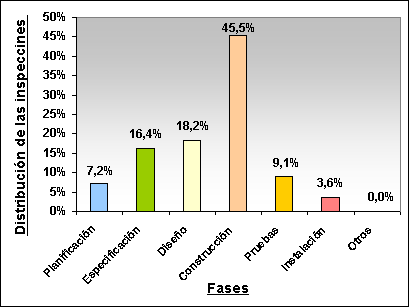 Distribución de las inspeccines
50%
45%
40%
35%
30%
25%
20%
15%
10%
5%
0%
7,2%
16,4%
18,2%
45,5%
9,1%
3,6%
0,0%
Planificación
Especificación
Diseño
Construcción
Pruebas
Instalación
Otros
Fases